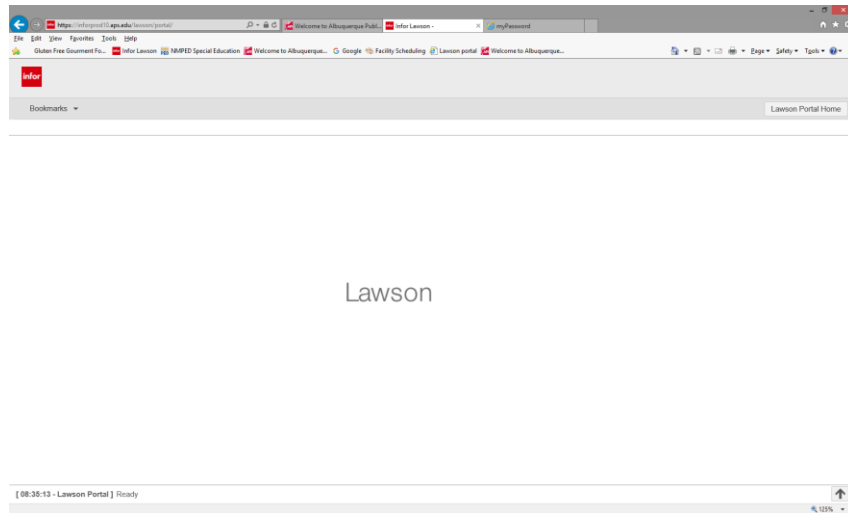 https://inforprod10.aps.edu/lawson/portal/
Welcome to Albuquerque Publ...
Infor Lawson -
myPassword
File Edit View Favorites Tools Help
Gluten Free Gourment Fo... Infor Lawson NMPED Special Education Welcome to Albuquerque... Google Facility Scheduling Lawson portal Welcome to Albuquerque...
Page Safety Tools
infor
Bookmarks
Lawson Portal Home
Lawson
[ 08:35:13 - Lawson Portal ] Ready
125%